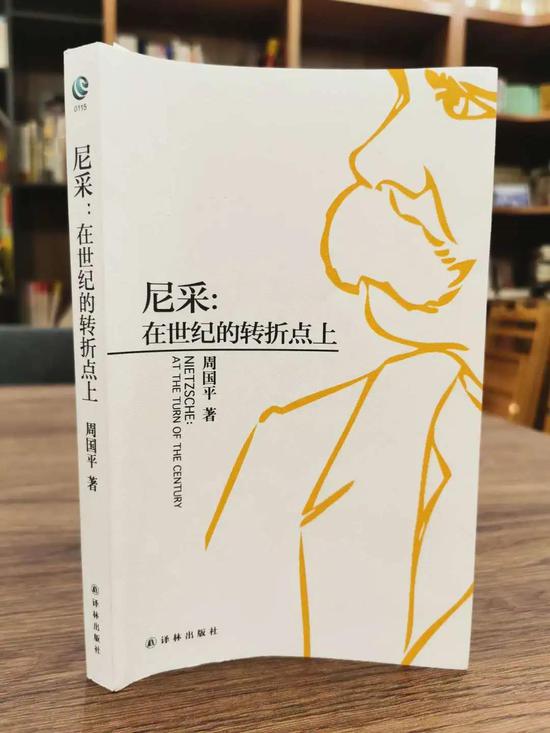 0115
尼采：在世纪的转折点上
周国平 著
译林出版社
尼采:
在世纪的转折点上
周国平 著
NIETZSCHE:
AT THE TURN OF THE CENTURY
译林出版社